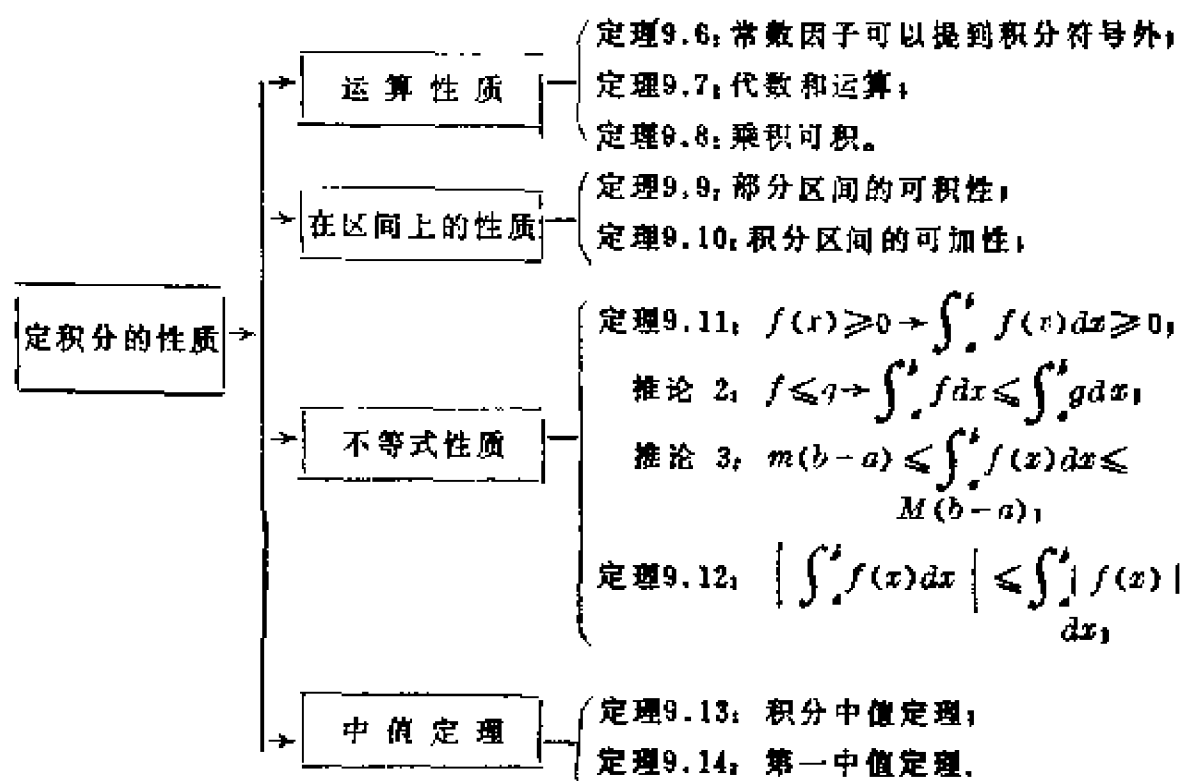 定积分的性质
运算性质
定理9.6：常数因子可以提到积分符号外；
定理9.7：代数和运算；
定理9.8：乘积可积。
在区间上的性质
定理9.9：部分区间的可积性；
定理9.10：积分区间的可加性；
不等式性质
定理9.11： f(x)≥0→∫_a^b f(x)dx≥0；
推论 2： f≤g→∫_a^b fdx≤∫_a^b gdx；
推论 3： m(b-a)≤∫_a^b f(x)dx≤
M(b-a)；
定理9.12： |∫_a^b f(x)dx|≤∫_a^b |f(x)|
dx；
中值定理
定理9.13： 积分中值定理；
定理9.14： 第一中值定理.